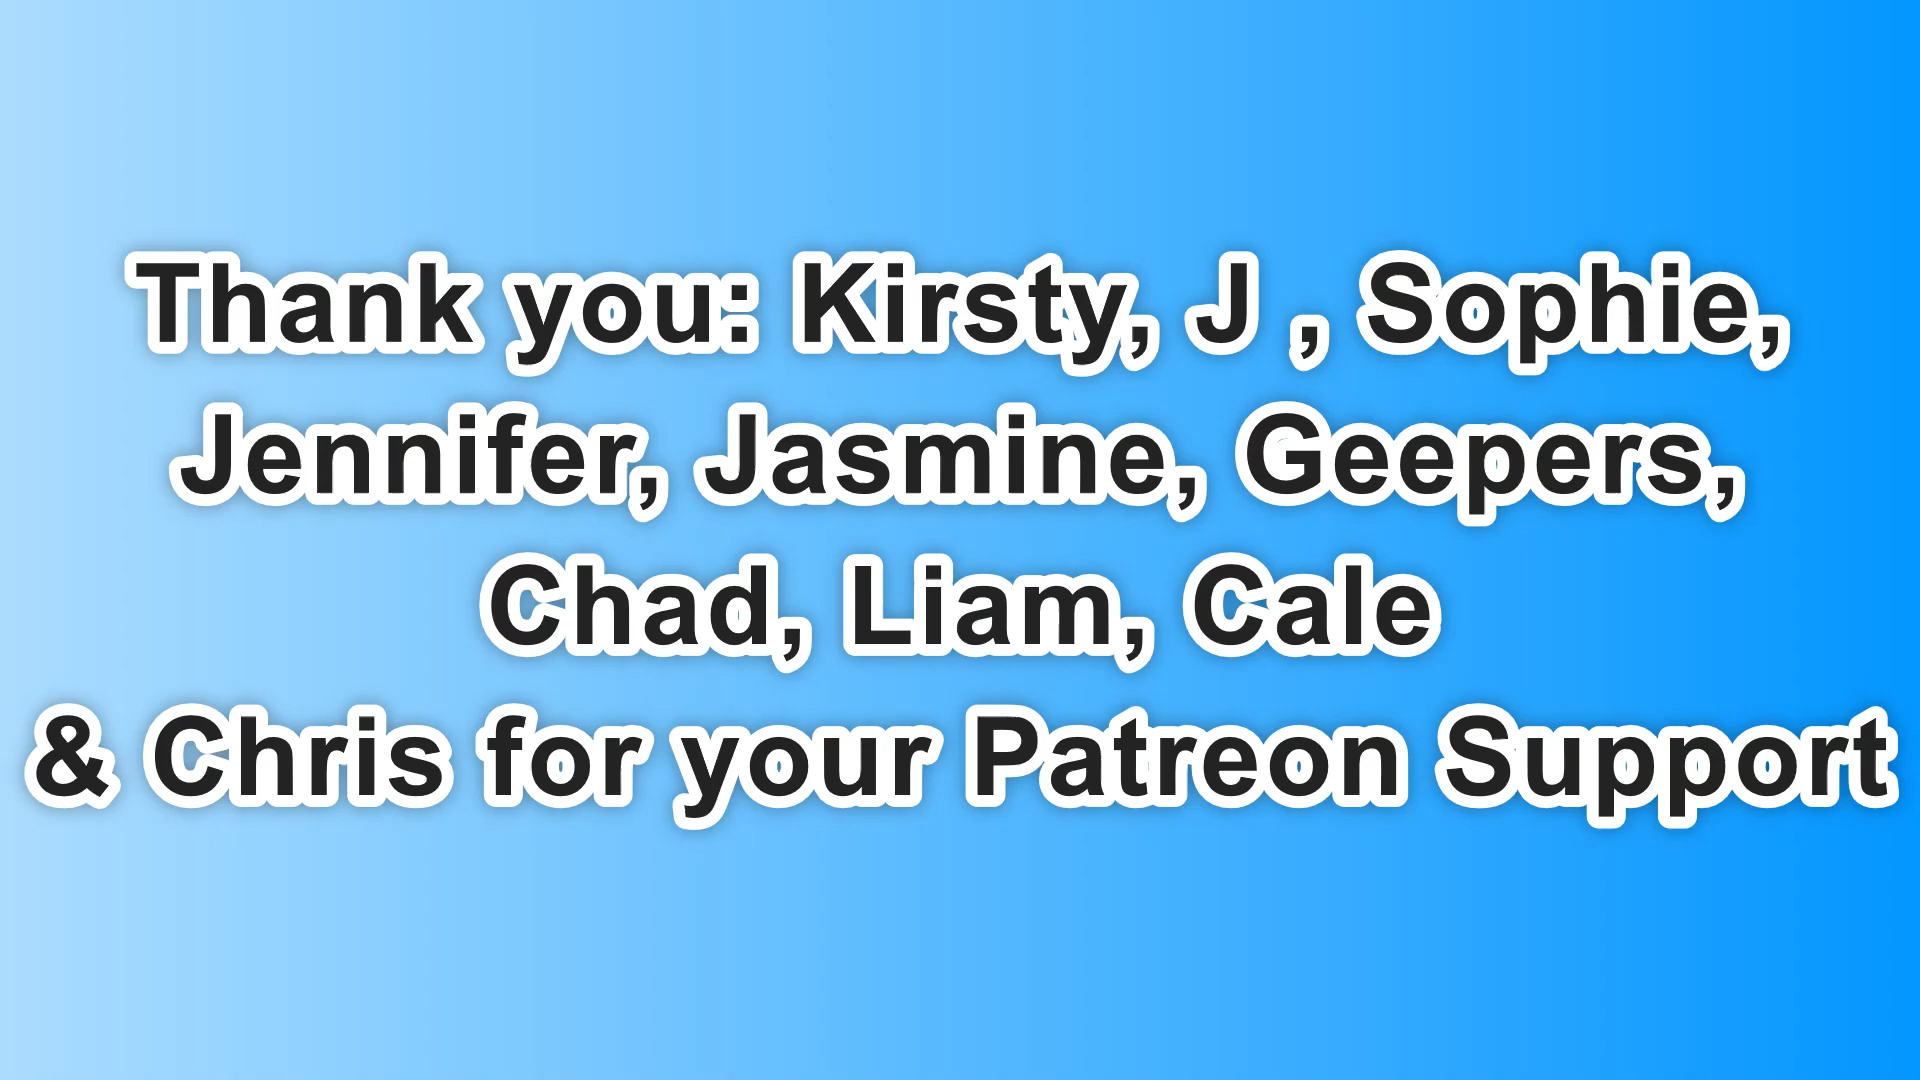 Thank you: Kirsty, J , Sophie,
Jennifer, Jasmine, Geepers,
Chad, Liam, Cale
& Chris for your Patreon Support